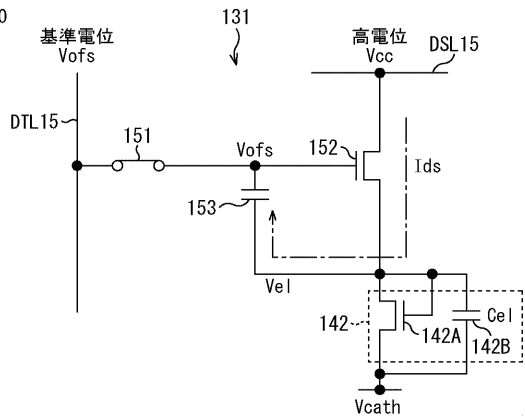 0
基準電位
Vofs
131
高電位
Vcc
DSL15
DTL15
151
Vofs
152
Ids
153
Vel
142
142A
Cel
142B
Vcath